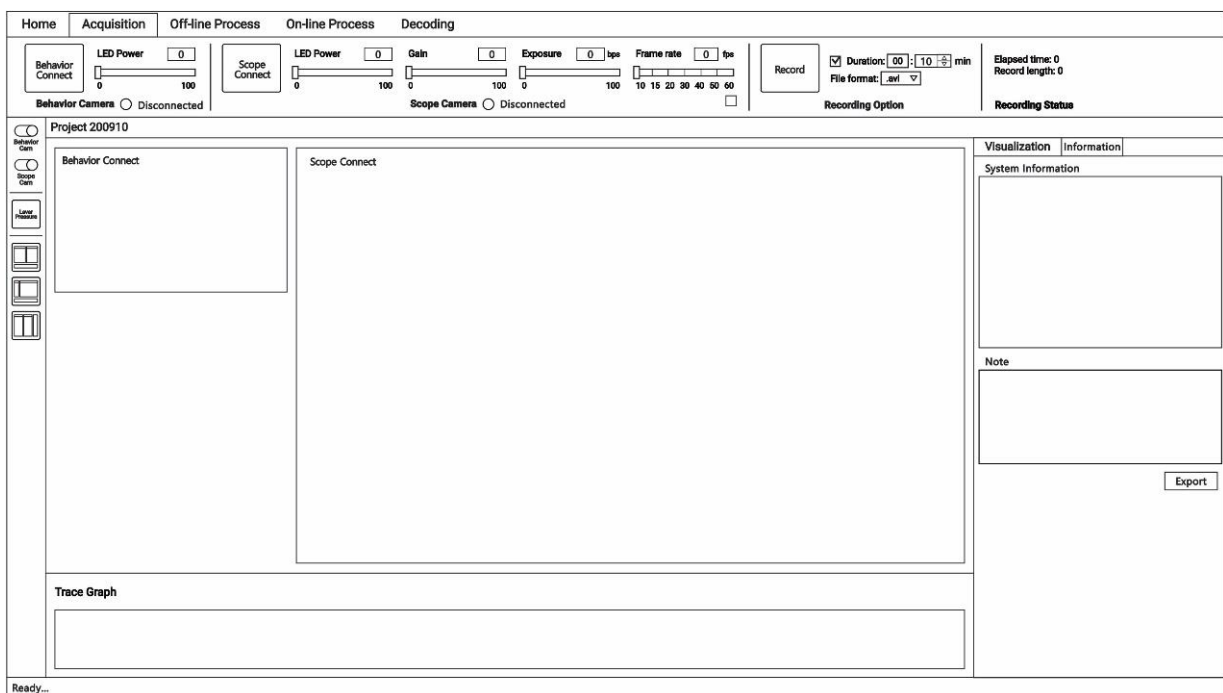 Home Acquisition Off-line Process On-line Process Decoding
Behavior Connect
LED Power 0
0 100
Behavior Camera Disconnected
Scope Connect
LED Power 0
0 100
Gain 0
0 100
Exposure 0 bps
0 100
Frame rate 0 fps
10 15 20 30 40 50 60
Scope Camera Disconnected
Record
Duration: 00 : 10 min
File format: .avi
Recording Option
Elapsed time: 0
Record length: 0
Recording Status
Behavior Cam
Scope Cam
Lever Pressure
Project 200910
Behavior Connect
Scope Connect
Visualization Information
System Information
Note
Export
Trace Graph
Ready...